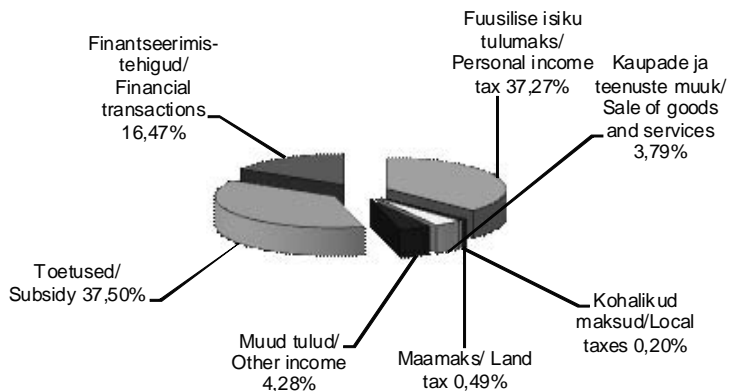 Finantseerimis-
tehigud/
Financial
transactions
16,47%
Fuusilise isiku
tulumaks/
Personal income
tax 37,27%
Kaupade ja
teenuste muuk/
Sale of goods
and services
3,79%
Toetused/
Subsidy 37,50%
Muud tulud/
Other income
4,28%
Maamaks/ Land
tax 0,49%
Kohalikud
maksud/Local
taxes 0,20%